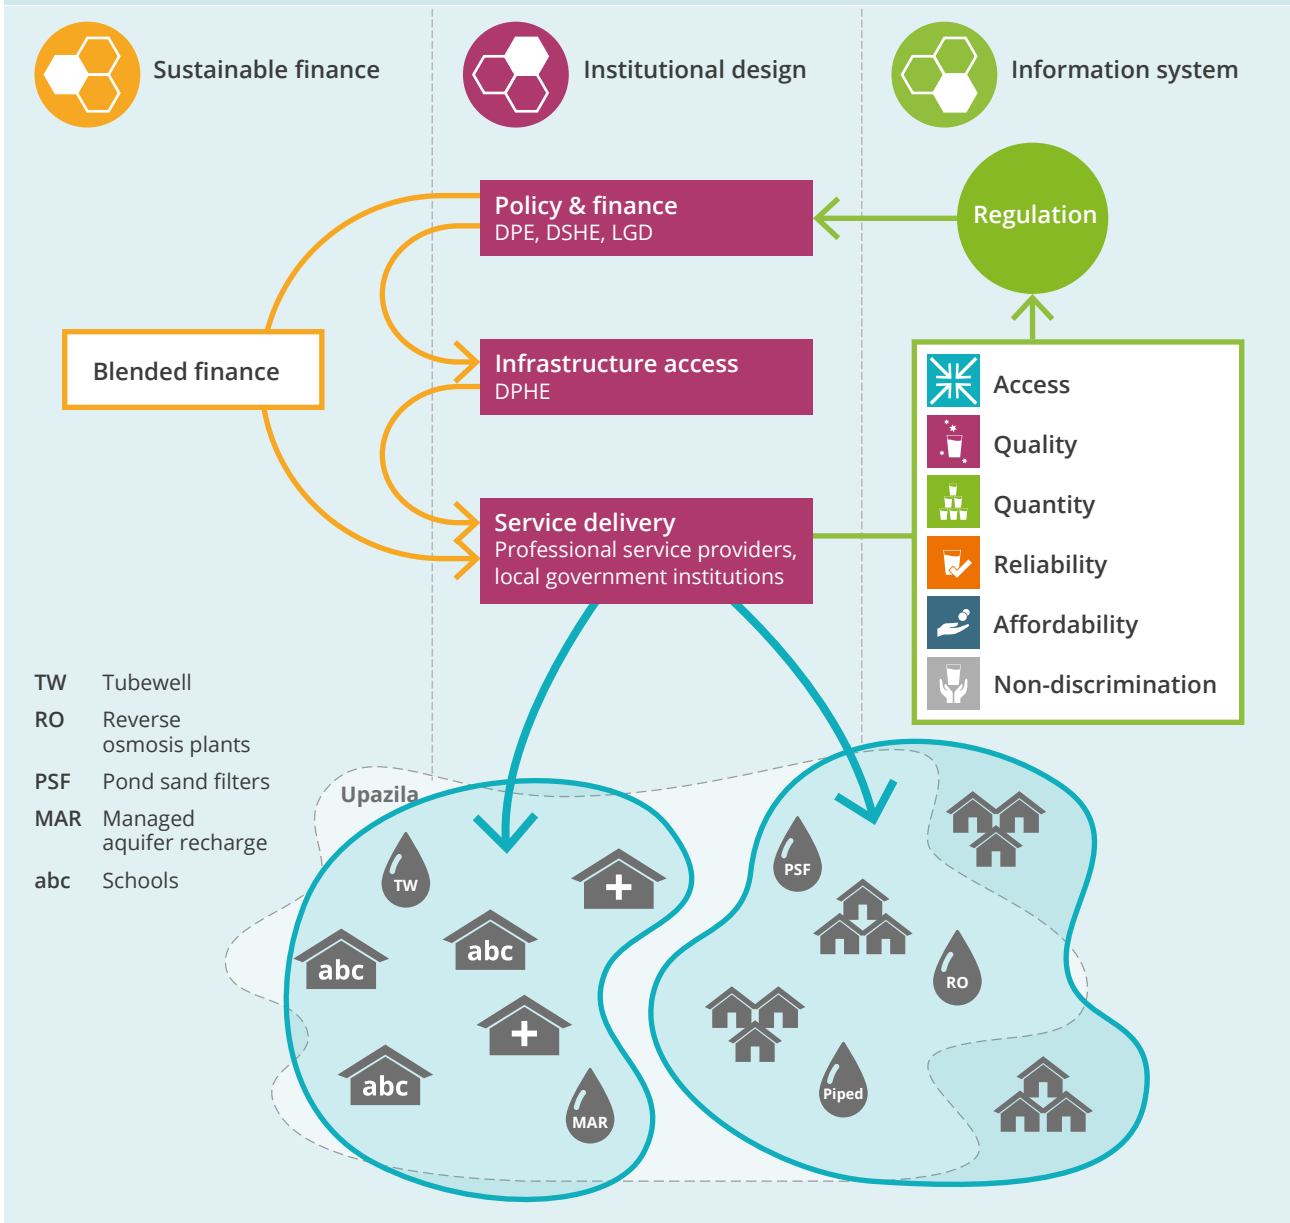 Sustainable finance
Institutional design
Information system
Policy & finance
DPE, DSHE, LGD
Regulation
Blended finance
Infrastructure access
DPHE
Service delivery
Professional service providers,
local government institutions
Access
Quality
Quantity
Reliability
Affordability
Non-discrimination
TW Tubewell
RO Reverse
osmosis plants
PSF Pond sand filters
MAR Managed
aquifer recharge
abc Schools
Upazila
TW
abc
abc
abc
MAR
PSF
RO
Piped